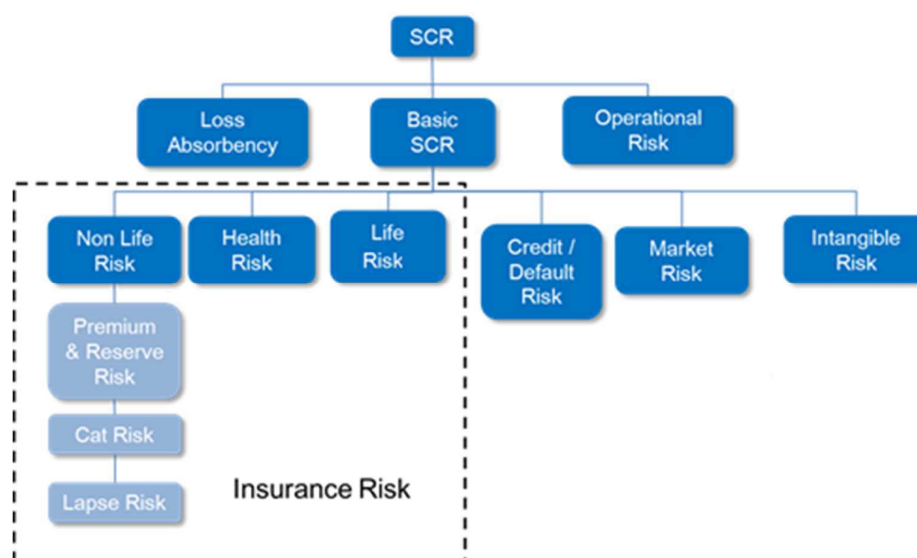 SCR
Loss
Absorbency
Basic
SCR
Operational
Risk
Non Life
Risk
Health
Risk
Life
Risk
Credit /
Default
Risk
Market
Risk
Intangible
Risk
Premium
& Reserve
Risk
Cat Risk
Lapse Risk
Insurance Risk